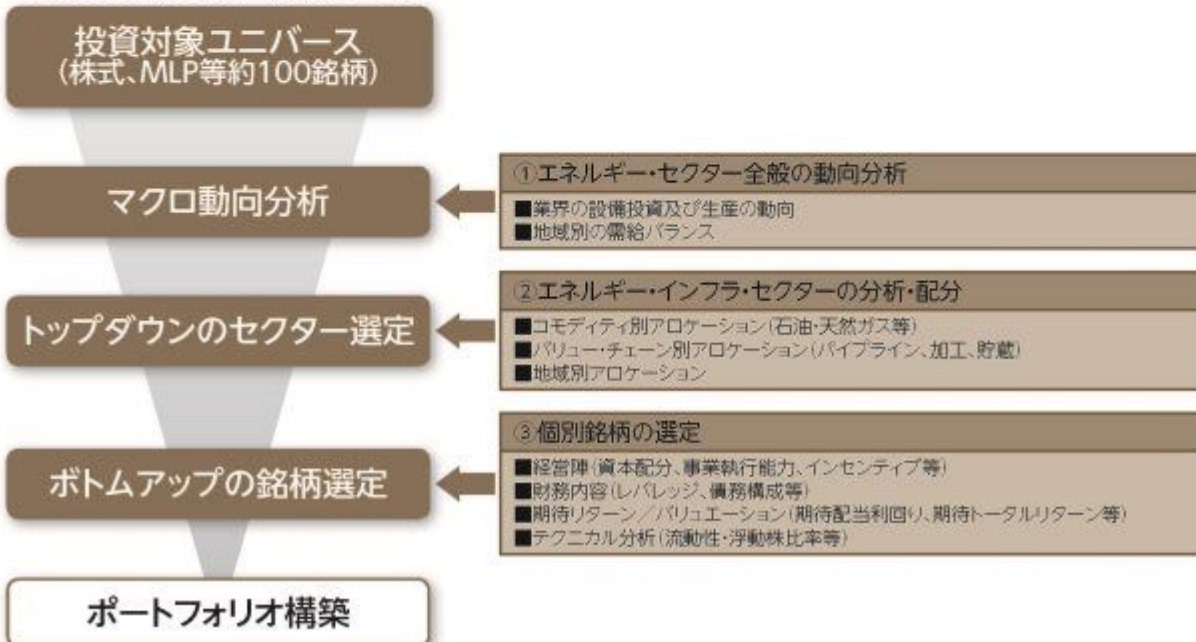 投資対象ユニバース
(株式、MLP等約100銘柄)
マクロ動向分析
①エネルギー・セクター全般の動向分析
■業界の設備投資及び生産の動向
■地域別の需給バランス
トップダウンのセクター選定
②エネルギー・インフラ・セクターの分析・配分
■コモディティ別アロケーション(石油・天然ガス等)
■バリュー・チェーン別アロケーション(パイプライン、加工、貯蔵)
■地域別アロケーション
ボトムアップの銘柄選定
③個別銘柄の選定
■経営陣(資本配分、事業執行能力、インセンティブ等)
■財務内容(レバレッジ、債務構成等)
■期待リターン/バリュエーション(期待配当利回り、期待トータルリターン等)
■テクニカル分析(流動性・浮動株比率等)
ポートフォリオ構築